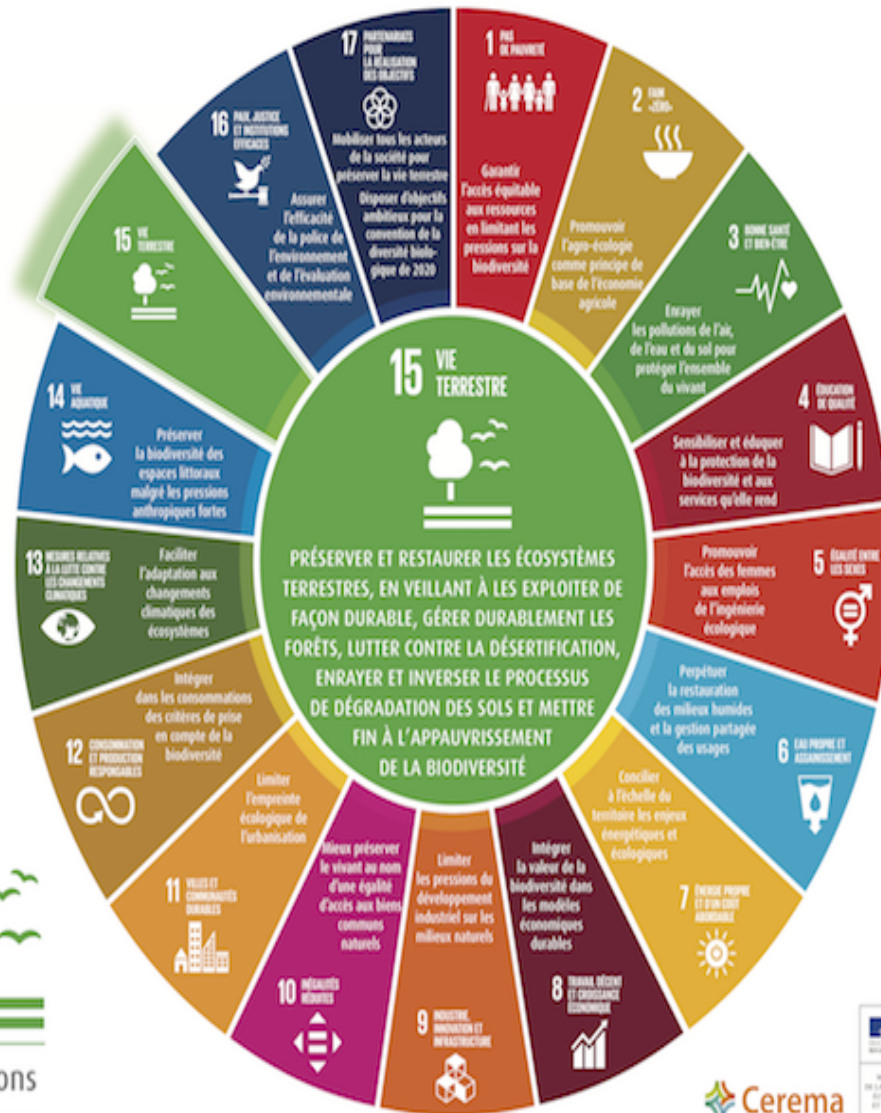 15 VIE
TERRESTRE
PRÉSERVER ET RESTAURER LES ÉCOSYSTÈMES
TERRESTRES, EN VEILLANT À LES EXPLOITER DE
FAÇON DURABLE, GÉRER DURABLEMENT LES
FORÊTS, LUTTER CONTRE LA DÉSERTIFICATION,
ENRAYER ET INVERSER LE PROCESSUS
DE DÉGRADATION DES SOLS ET METTRE
FIN À L'APPAUVRISSEMENT
DE LA BIODIVERSITÉ
1 PAS
DE PAUVRETÉ
Garantir
l'accès équitable
aux ressources
en limitant les
pressions sur la
biodiversité
2 FAIM
«ZÉRO»
Promouvoir
l'agro-écologie
comme principe de
base de l'économie
agricole
3 BONNE SANTÉ
ET BIEN-ÊTRE
Enrayer
les pollutions de l'air,
de l'eau et du sol pour
protéger l'ensemble
du vivant
4 ÉDUCATION
DE QUALITÉ
Sensibiliser et éduquer
à la protection de la
biodiversité et aux
services qu'elle rend
5 ÉGALITÉ ENTRE
LES SEXES
Promouvoir
l'accès des femmes
aux emplois
de l'ingénierie
écologique
6 EAU PROPRE ET
ASSAINISSEMENT
Perpétuer
la restauration
des milieux humides
et la gestion partagée
des usages
7 ÉNERGIE PROPRE
ET D'UN COÛT
ABORDABLE
Concilier
à l'échelle du
territoire les enjeux
énergétiques et
écologiques
8 TRAVAIL DÉCENT
ET CROISSANCE
ÉCONOMIQUE
Intégrer
la valeur de la
biodiversité dans
les modèles
économiques
durables
9 INDUSTRIE,
INNOVATION ET
INFRASTRUCTURE
Limiter
les pressions du
développement
industriel sur les
milieux naturels
10 INÉGALITÉS
RÉDUITES
Mieux préserver
le vivant au nom
d'une égalité
d'accès aux biens
communs
naturels
11 VILLES ET
COMMUNAUTÉS
DURABLES
Limiter
l'empreinte
écologique de
l'urbanisation
12 CONSOMMATION
ET PRODUCTION
RESPONSABLES
Intégrer
dans les consommations
des critères de prise
en compte de la
biodiversité
13 MESURES RELATIVES
À LA LUTTE CONTRE
LES CHANGEMENTS
CLIMATIQUES
Faciliter
l'adaptation aux
changements
climatiques des
écosystèmes
14 VIE
AQUATIQUE
Préserver
la biodiversité des
espaces littoraux
malgré les pressions
anthropiques fortes
15 VIE
TERRESTRE
16 PAIX, JUSTICE
ET INSTITUTIONS
EFFICACES
Assurer
l'efficacité
de la police de
l'environnement
et de l'évaluation
environnementale
17 PARTENARIATS
POUR
LA RÉALISATION
DES OBJECTIFS
Mobiliser tous les acteurs
de la société pour
préserver la vie terrestre
Disposer d'objectifs
ambitieux pour la
convention de la
diversité biolo-
gique de 2020
ons
Cerema